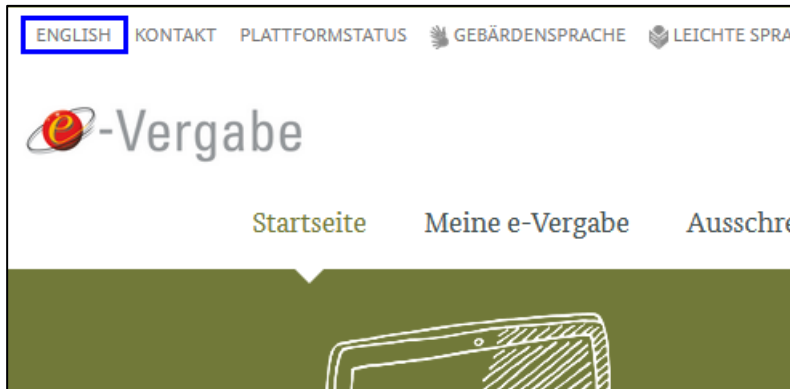 ENGLISH KONTAKT PLATTFORMSTATUS GEBÄRDENSPRACHE LEICHTE SPRA
e-Vergabe
Startseite Meine e-Vergabe Ausschre